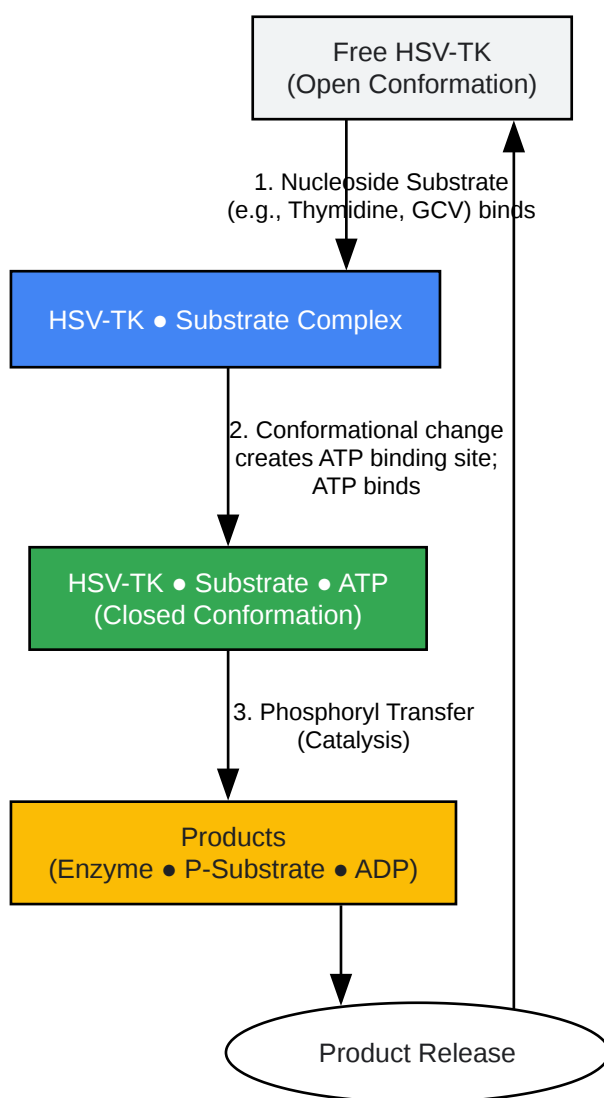 Free HSV-TK
(Open Conformation)
1. Nucleoside Substrate
(e.g., Thymidine, GCV) binds
HSV-TK ● Substrate Complex
2. Conformational change
creates ATP binding site;
ATP binds
HSV-TK ● Substrate ● ATP
(Closed Conformation)
3. Phosphoryl Transfer
(Catalysis)
Products
(Enzyme ● P-Substrate ● ADP)
Product Release